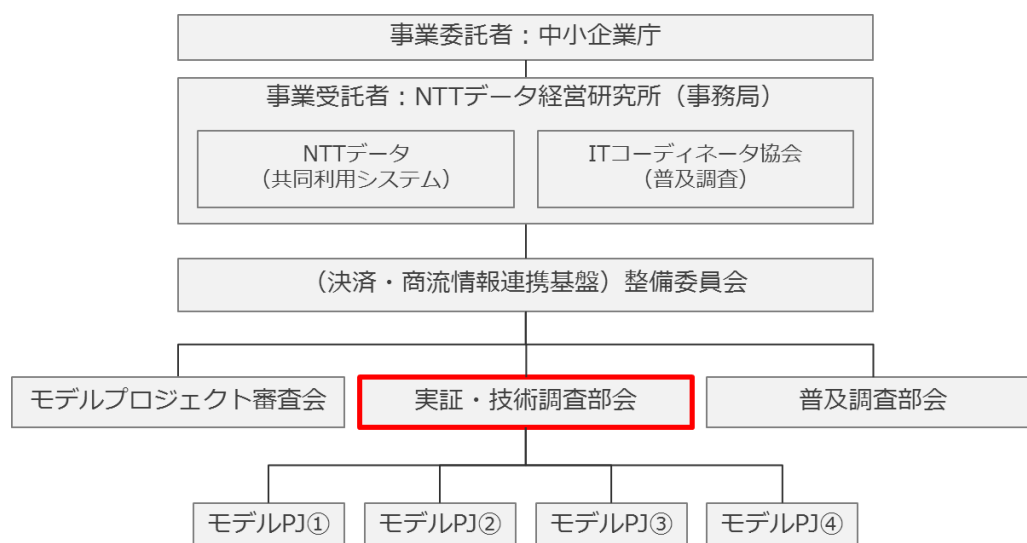 事業委託者：中小企業庁
事業受託者：NTTデータ経営研究所（事務局）
NTTデータ
（共同利用システム）
ITコーディネータ協会
（普及調査）
（決済・商流情報連携基盤）整備委員会
モデルプロジェクト審査会
実証・技術調査部会
普及調査部会
モデルPJ①
モデルPJ②
モデルPJ③
モデルPJ④